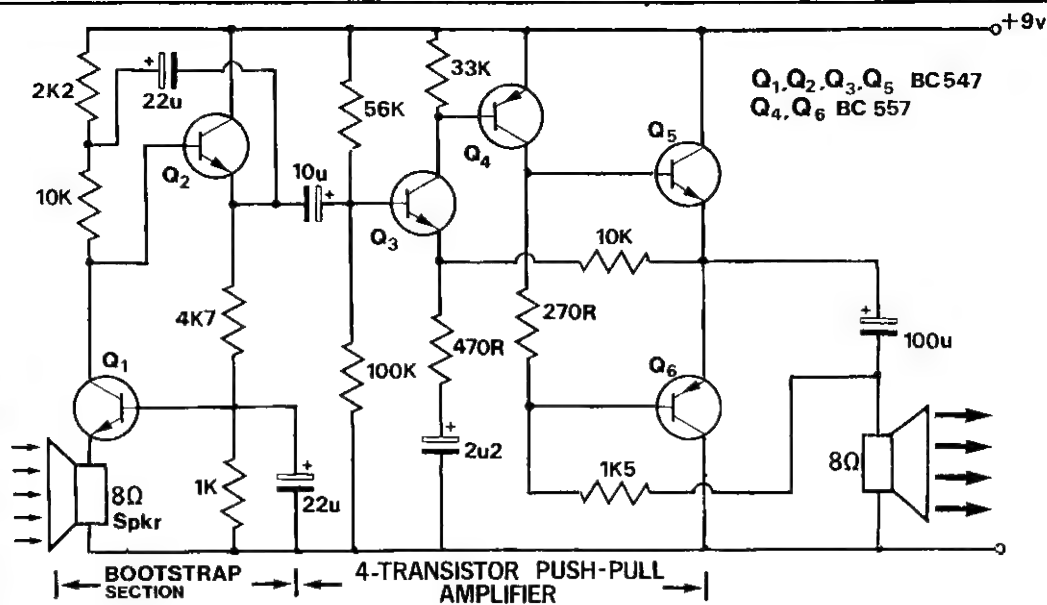 +9v
2K2
+
22u
33K
56K
Q₁,Q₂,Q₃,Q₅ BC547
Q₄,Q₆ BC 557
Q₂
Q₄
Q₅
10K
10u
+
Q₃
10K
4K7
270R
+
100u
470R
Q₁
100K
Q₆
+
2u2
8Ω
Spkr
1K
+
22u
1K5
8Ω
BOOTSTRAP
SECTION
4-TRANSISTOR PUSH-PULL
AMPLIFIER